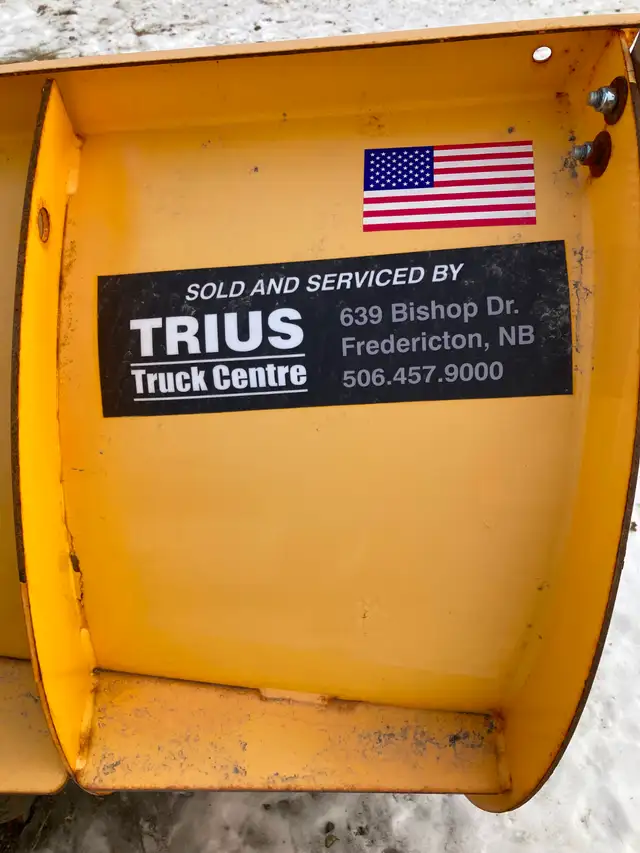 SOLD AND SERVICED BY
TRIUS
Truck Centre
639 Bishop Dr.
Fredericton, NB
506.457.9000